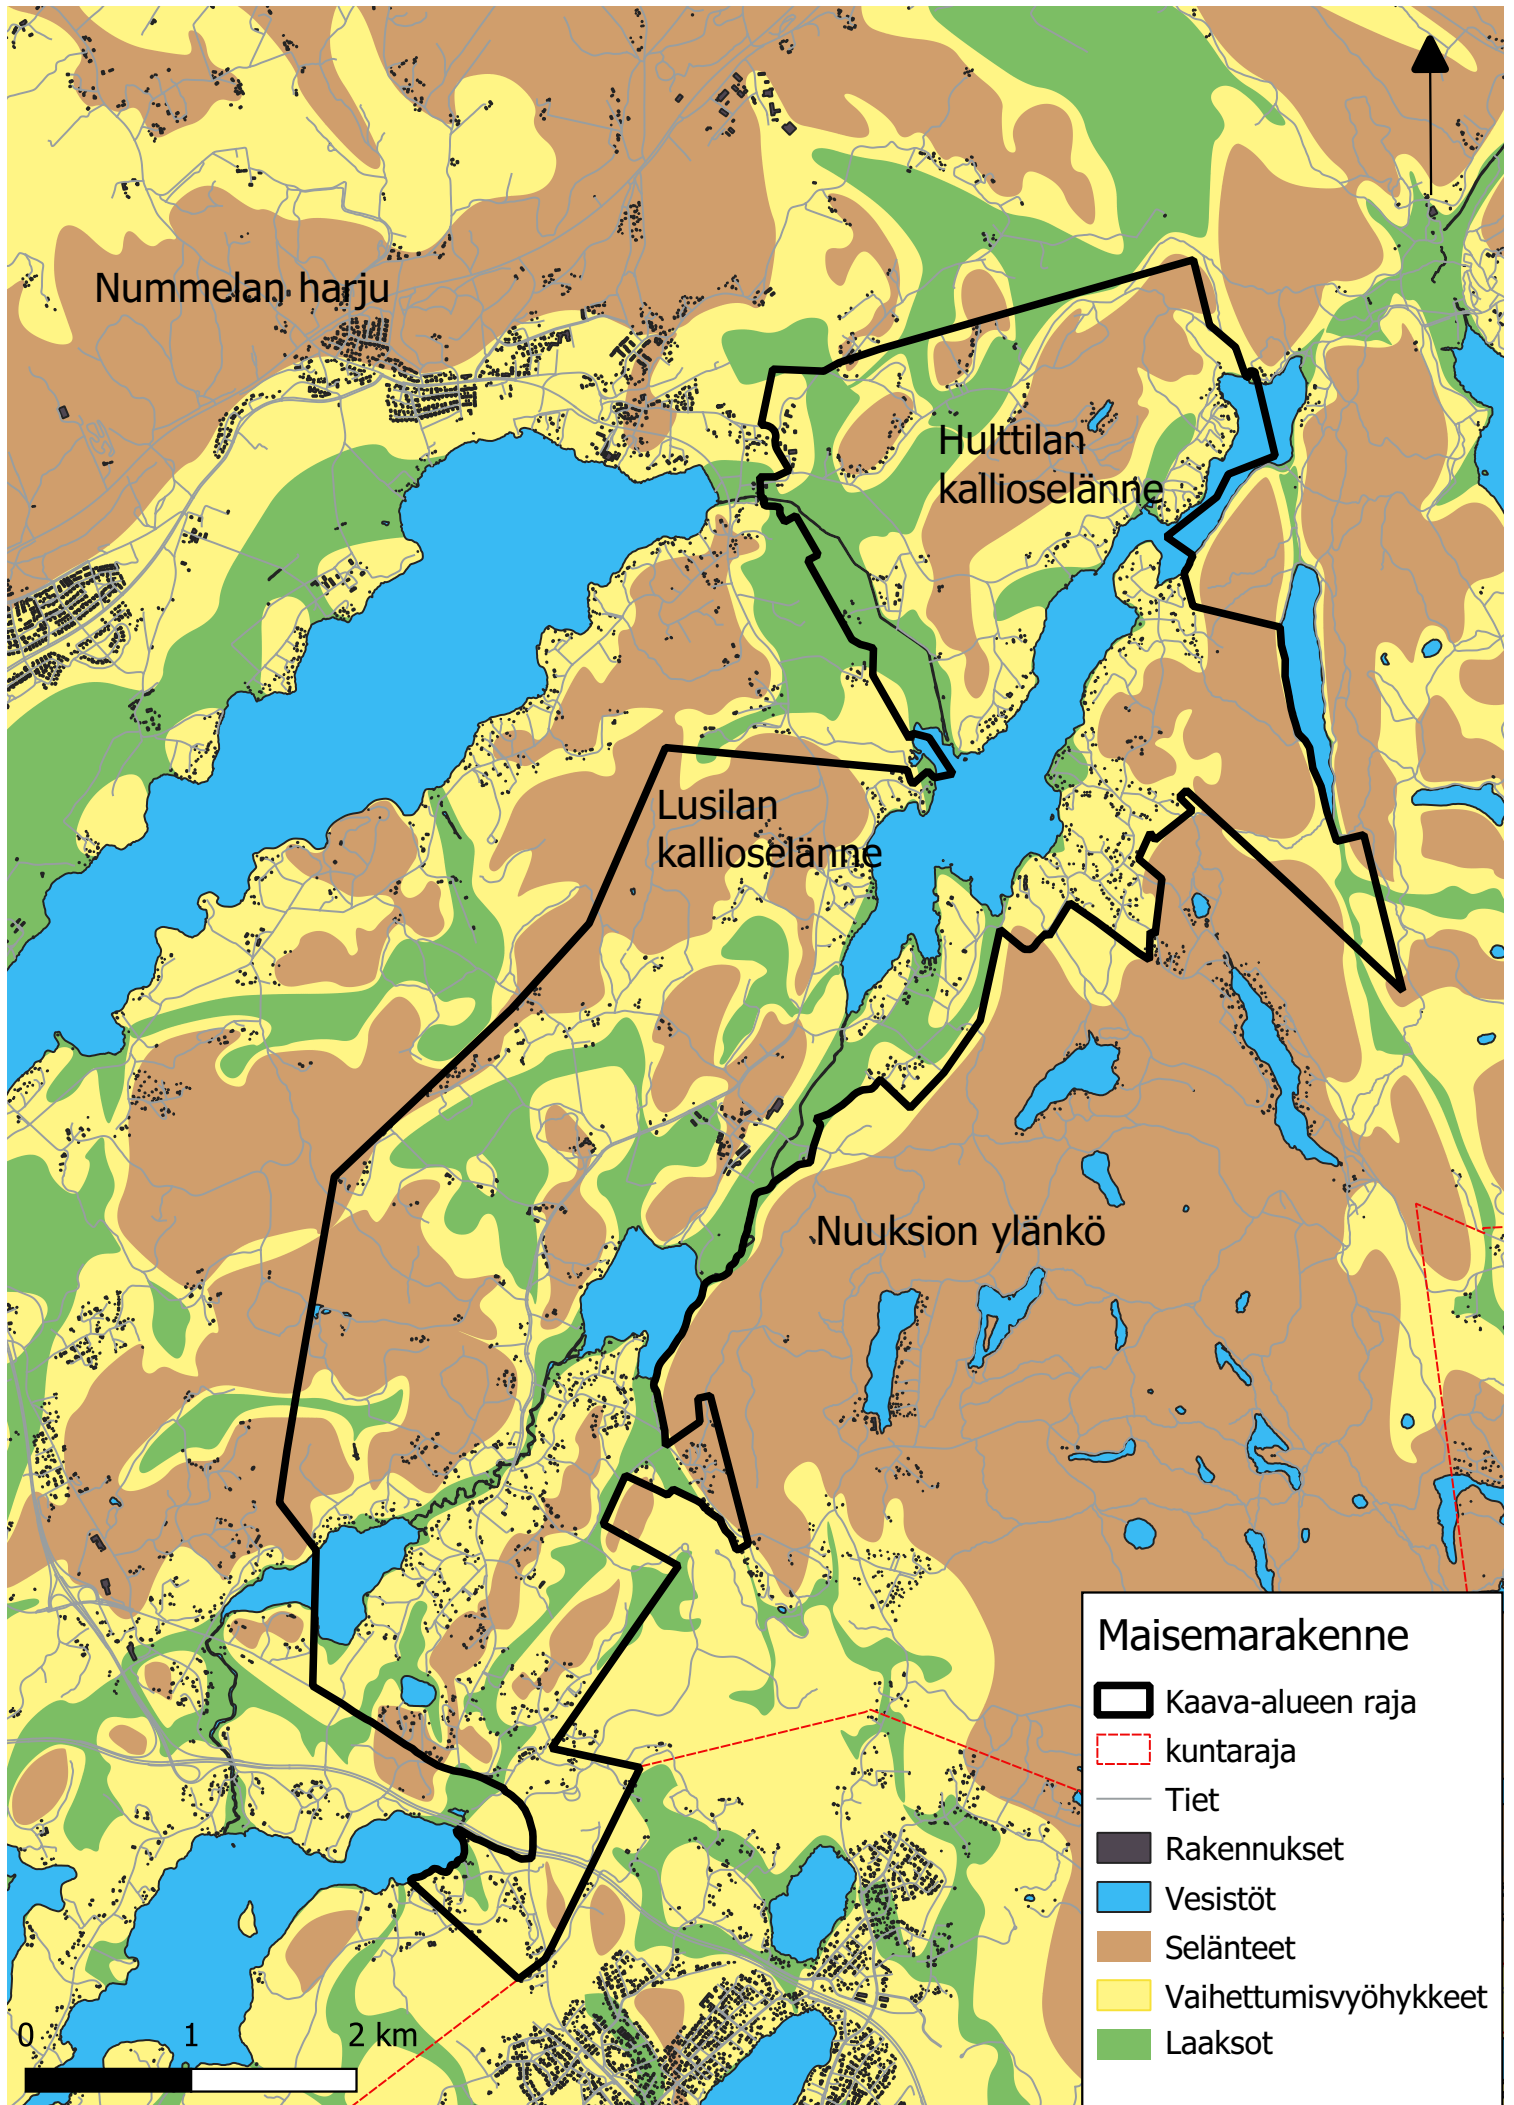 Nummelan harju
Hulttilan
kallioselänne
Lusilan
kallioselänne
Nuuksion ylänkö
Maisemarakenne
Kaava-alueen raja
kuntaraja
Tiet
Rakennukset
Vesistöt
Selänteet
Vaihettumisvyöhykkeet
Laaksot
0 1 2 km